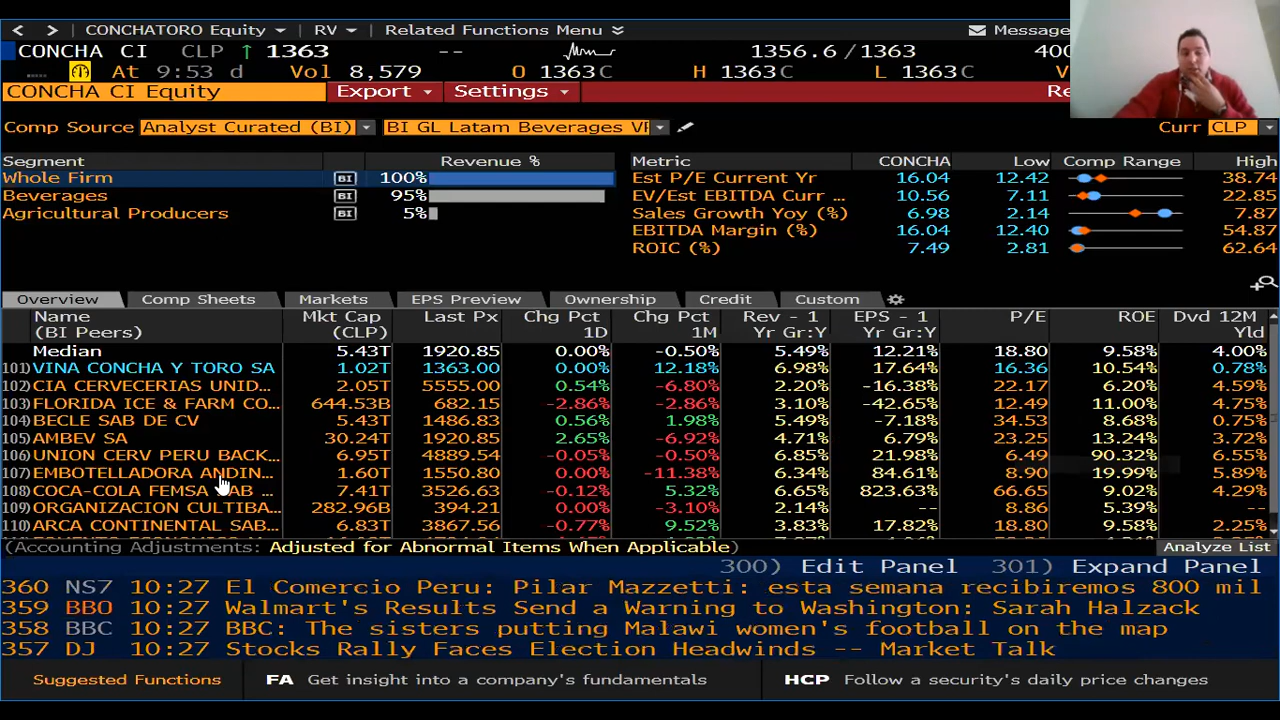 < > CONCHATORO Equity RV Related Functions Menu Message
CONCHA CI CLP ↑ 1363 -- 1356.6/1363 400
At 9:53 d Vol 8,579 O 1363C H 1363C L 1363C V
CONCHA CI Equity Export Settings Re
Comp Source Analyst Curated (BI) BI GL Latam Beverages Curr CLP
Segment Revenue % Metric CONCHA Low Comp Range High
Whole Firm BI 100% Est P/E Current Yr 16.04 12.42 38.74
Beverages BI 95% EV/Est EBITDA Curr ... 10.56 7.11 22.85
Agricultural Producers BI 5% Sales Growth Yoy (%) 6.98 2.14 7.87
EBITDA Margin (%) 16.04 12.40 54.87
ROIC (%) 7.49 2.81 62.64
Overview Comp Sheets Markets EPS Preview Ownership Credit Custom
Name Mkt Cap Last Px Chg Pct Chg Pct Rev - 1 EPS - 1 P/E ROE Dvd 12M
(BI Peers) (CLP) 1D 1M Yr Gr:Y Yr Gr:Y Yld
Median 5.43T 1920.85 0.00% -0.50% 5.49% 12.21% 18.80 9.58% 4.00%
101) VINA CONCHA Y TORO SA 1.02T 1363.00 0.00% 12.18% 6.98% 17.64% 16.36 10.54% 0.78%
102) CIA CERVECERIAS UNID... 2.05T 5555.00 0.54% -6.80% 2.20% -16.38% 22.17 6.20% 4.59%
103) FLORIDA ICE & FARM CO... 644.53B 682.15 -2.86% -2.86% 3.10% -42.65% 12.49 11.00% 4.00%
104) BECLE SAB DE CV 5.43T 1486.83 0.56% 1.98% 5.49% -7.18% 34.53 8.68% 0.75%
105) AMBEV SA 30.24T 1920.85 2.65% -6.92% 4.71% 6.79% 23.25 13.24% 3.72%
106) UNION CERV PERU BACK... 6.95T 4889.54 -0.05% -0.50% 6.85% 21.98% 6.49 90.32% 6.55%
107) EMBOTELLADORA ANDIN... 1.60T 1550.80 0.00% -11.38% 6.34% 84.61% 8.90 19.99% 5.89%
108) COCA-COLA FEMSA SAB ... 7.41T 3526.63 -0.12% 5.32% 6.65% 823.63% 66.65 9.02% 4.29%
109) ORGANIZACION CULTIBA... 282.96B 394.21 0.00% -3.10% 2.14% -- 8.86 5.39% --
110) ARCA CONTINENTAL SAB... 6.83T 3867.56 -0.77% 9.52% 3.83% 17.82% 18.80 9.58% 2.25%
(Accounting Adjustments: Adjusted for Abnormal Items When Applicable) Analyze List
300) Edit Panel 301) Expand Panel
360 NS7 10:27 El Comercio Peru: Pilar Mazzetti: esta semana recibiremos 800 mil
359 BBO 10:27 Walmart's Results Send a Warning to Washington: Sarah Halzack
358 BBC 10:27 BBC: The sisters putting Malawi women's football on the map
357 DJ 10:27 Stocks Rally Faces Election Headwinds -- Market Talk
Suggested Functions FA Get insight into a company's fundamentals HCP Follow a security's daily price changes